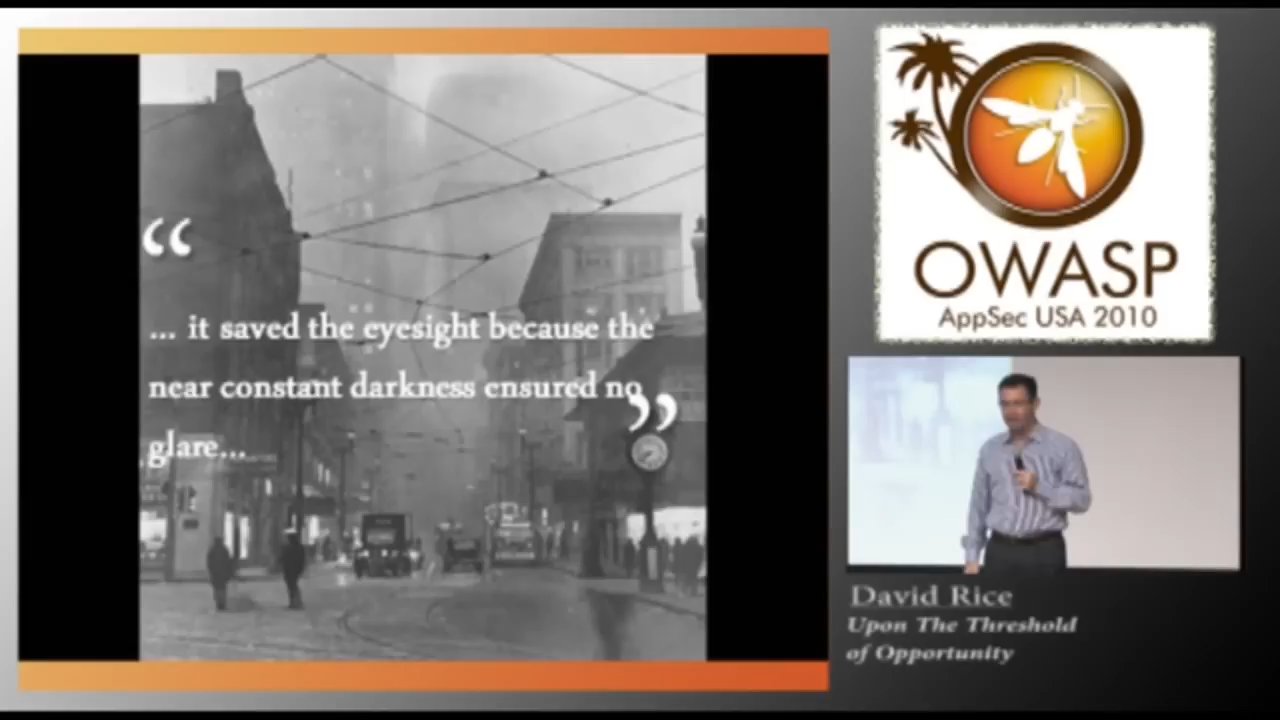 “
... it saved the eyesight because the
near constant darkness ensured no
glare...
”
OWASP
AppSec USA 2010
David Rice
Upon The Threshold
of Opportunity